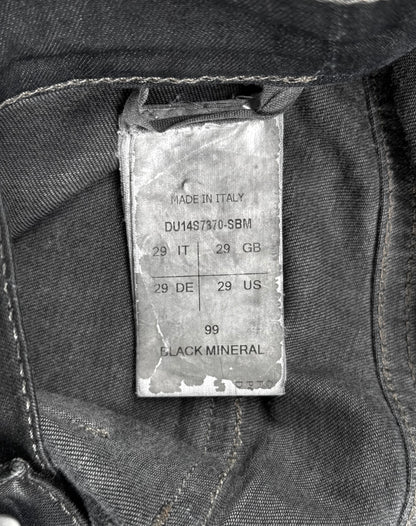 MADE IN ITALY
DU14S7370-SBM
29 IT 29 GB
29 DE 29 US
99
BLACK MINERAL